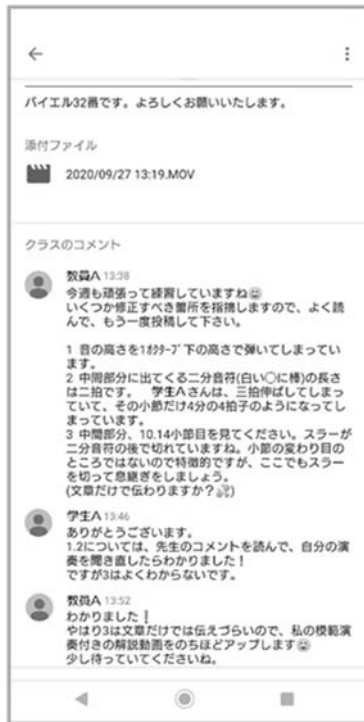 バイエル32番です。よろしくお願いいたします。
添付ファイル
2020/09/27 13:19.MOV
クラスのコメント
教員A 13:38
今週も頑張って練習していますね😄
いくつか修正すべき箇所を指摘しますので、よく読
んで、もう一度投稿して下さい。
1 音の高さを1オクターブ下の高さで弾いてしまってい
ます。
2 中間部分に出てくる二分音符(白い◯に棒)の長さ
は二拍です。 学生Aさんは、三拍伸ばしてしまっ
ていて、その小節だけ4分の4拍子のようになってし
まっています。
3 中間部分、10.14小節目を見てください。スラーが
二分音符の後で切れていますね。小節の変わり目の
ところではないので特徴的ですが、ここでもスラー
を切って息継ぎをしましょう。
(文章だけで伝わりますか?💦)
学生A 13:46
ありがとうございます。
1.2については、先生のコメントを読んで、自分の演
奏を聞き直したらわかりました！
ですが3はよくわからないです。
教員A 13:52
わかりました❗
やはり3は文章だけでは伝えづらいので、私の模範演
奏付きの解説動画をのちほどアップします😄
少し待っていてくださいね。